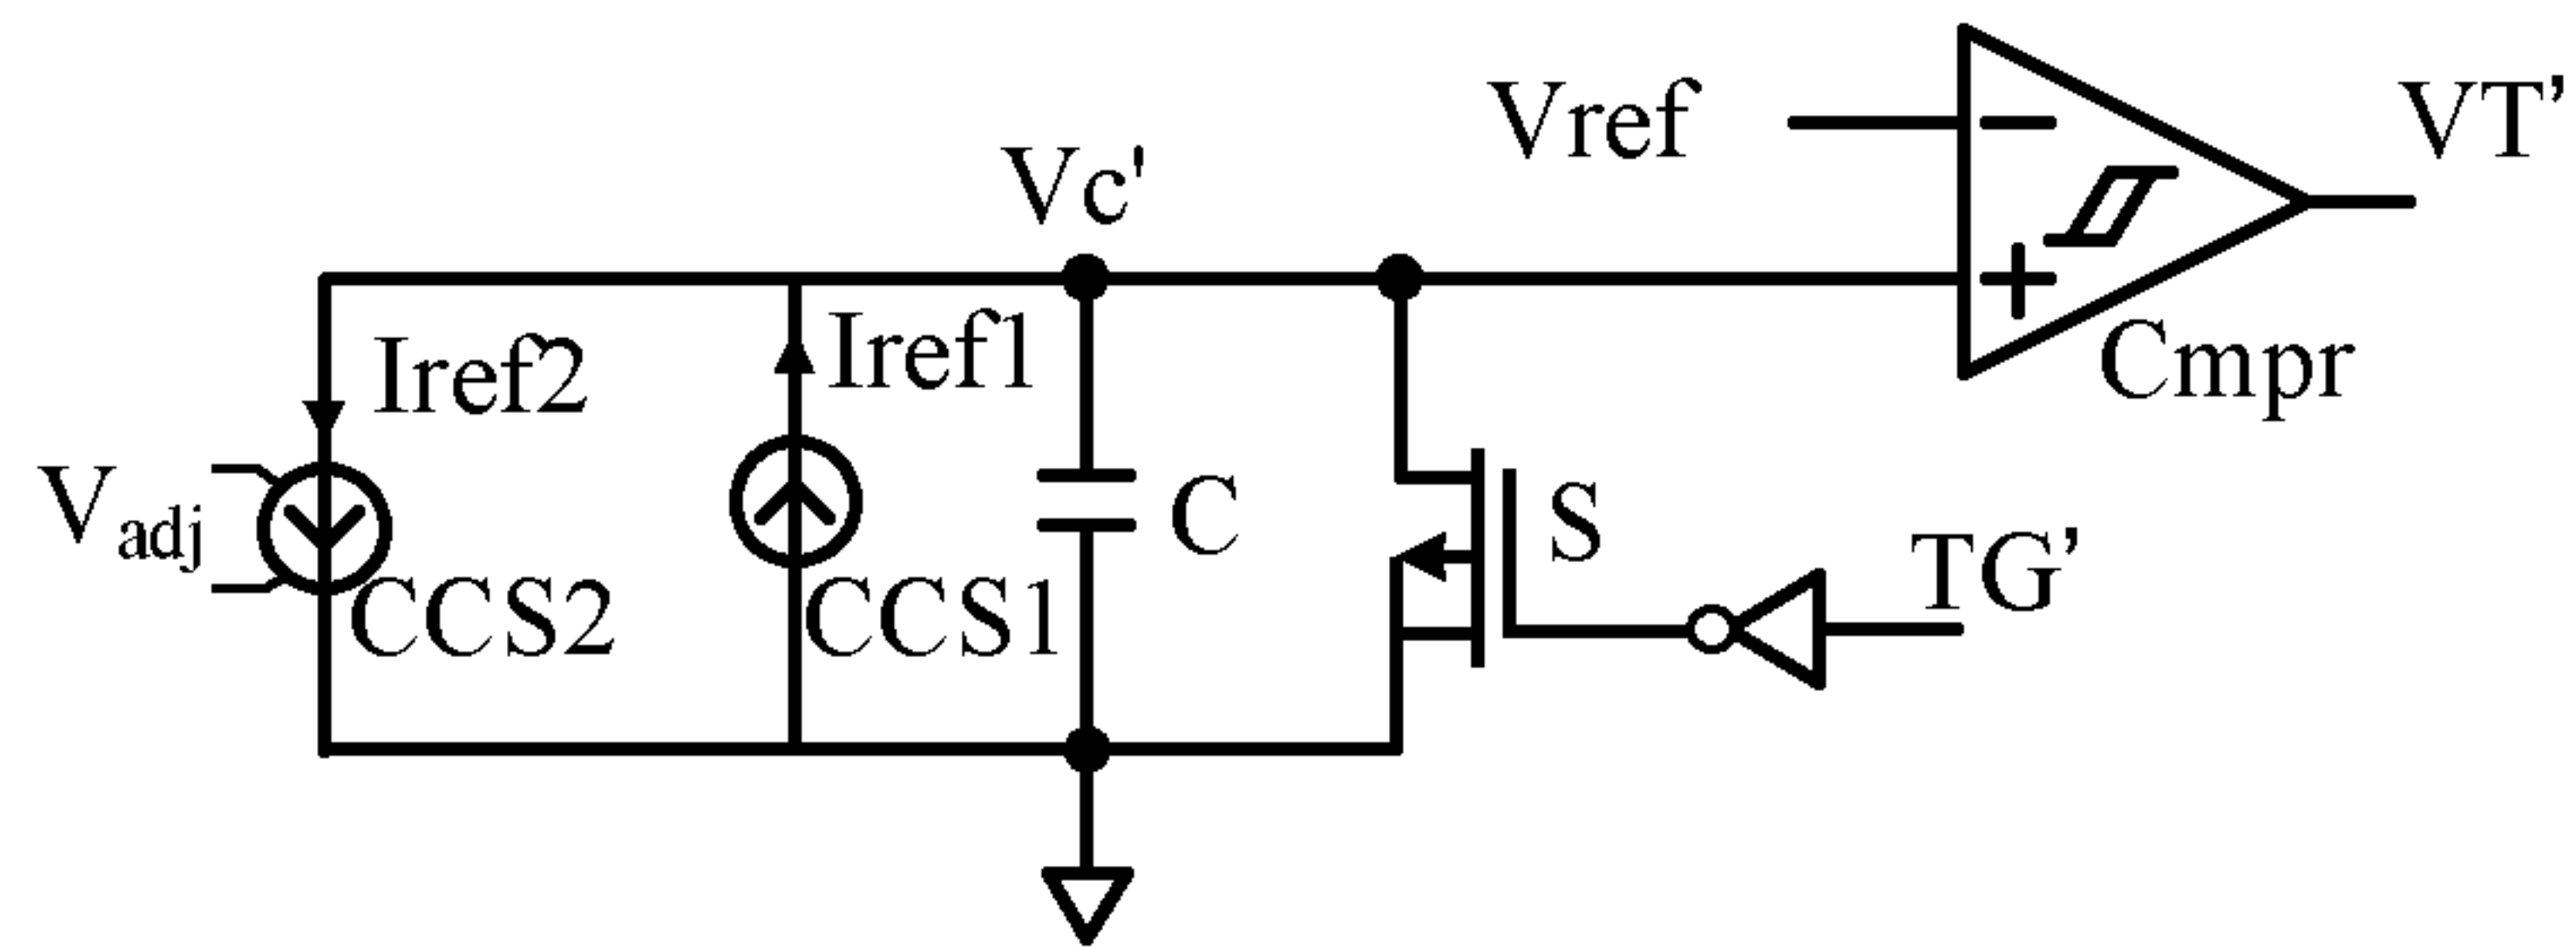 Vref
VT’
Vc'
Iref2
Iref1
Cmpr
Vadj
C
S
TG’
CCS2
CCS1